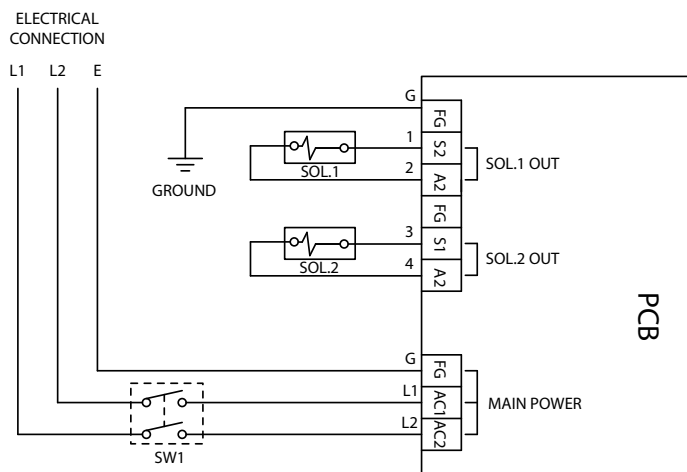 ELECTRICAL
CONNECTION
L1 L2 E
G FG
1 S2
SOL.1
SOL.1 OUT
2 A2
GROUND
FG
3 S1
SOL.2
SOL.2 OUT
4 A2
PCB
G FG
L1 AC1
MAIN POWER
L2 AC2
SW1